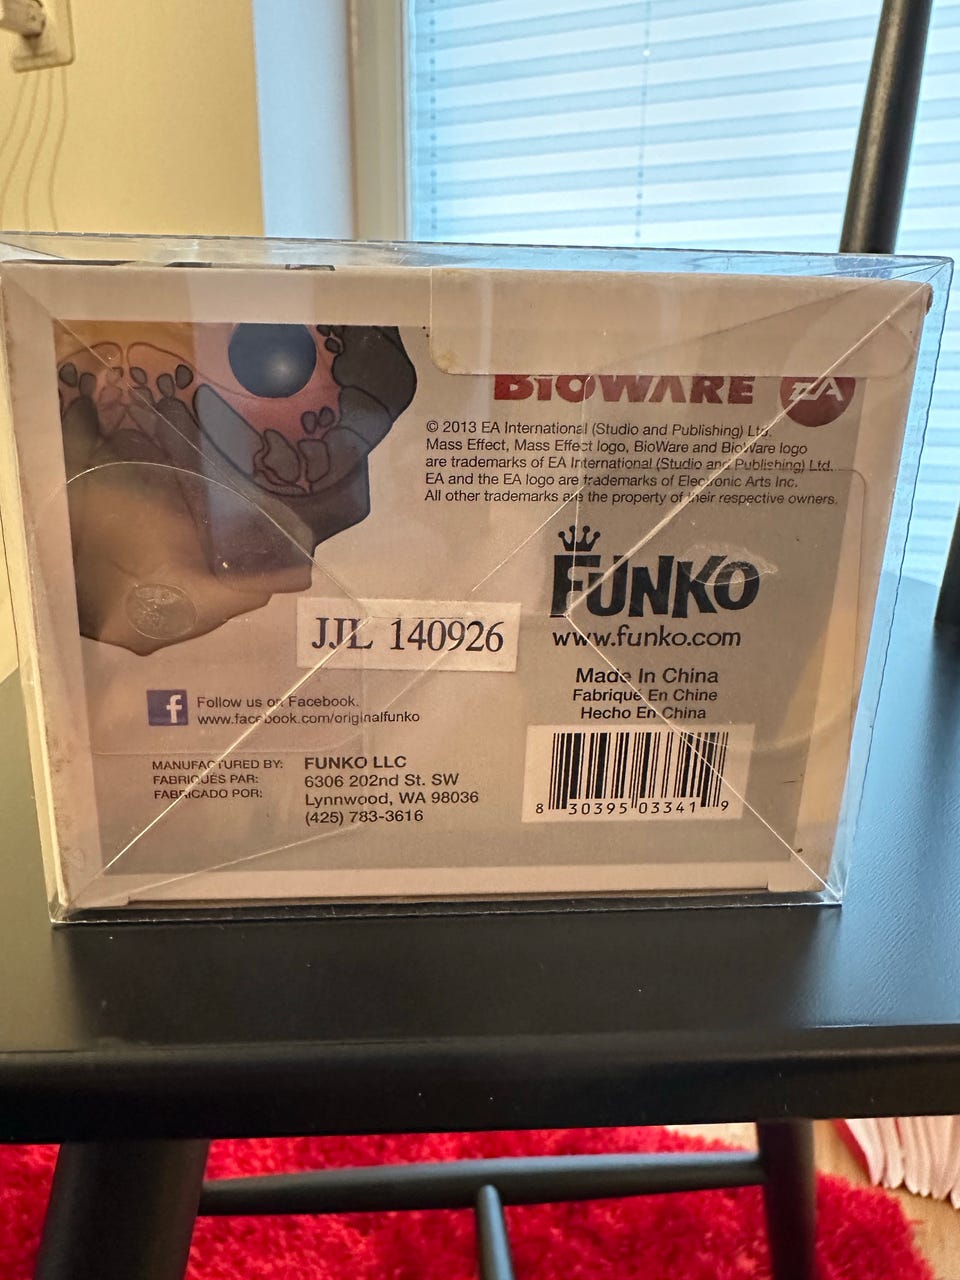 BIOWARE EA
© 2013 EA International (Studio and Publishing) Ltd.
Mass Effect, Mass Effect logo, BioWare and BioWare logo
are trademarks of EA International (Studio and Publishing) Ltd.
EA and the EA logo are trademarks of Electronic Arts Inc.
All other trademarks are the property of their respective owners.
FUNKO
www.funko.com
JJL 140926
Made In China
Fabrique En Chine
Hecho En China
f Follow us on Facebook.
www.facebook.com/originalfunko
MANUFACTURED BY: FUNKO LLC
FABRIQUÉS PAR: 6306 202nd St. SW
FABRICADO POR: Lynnwood, WA 98036
(425) 783-3616
8 30395 03341 9